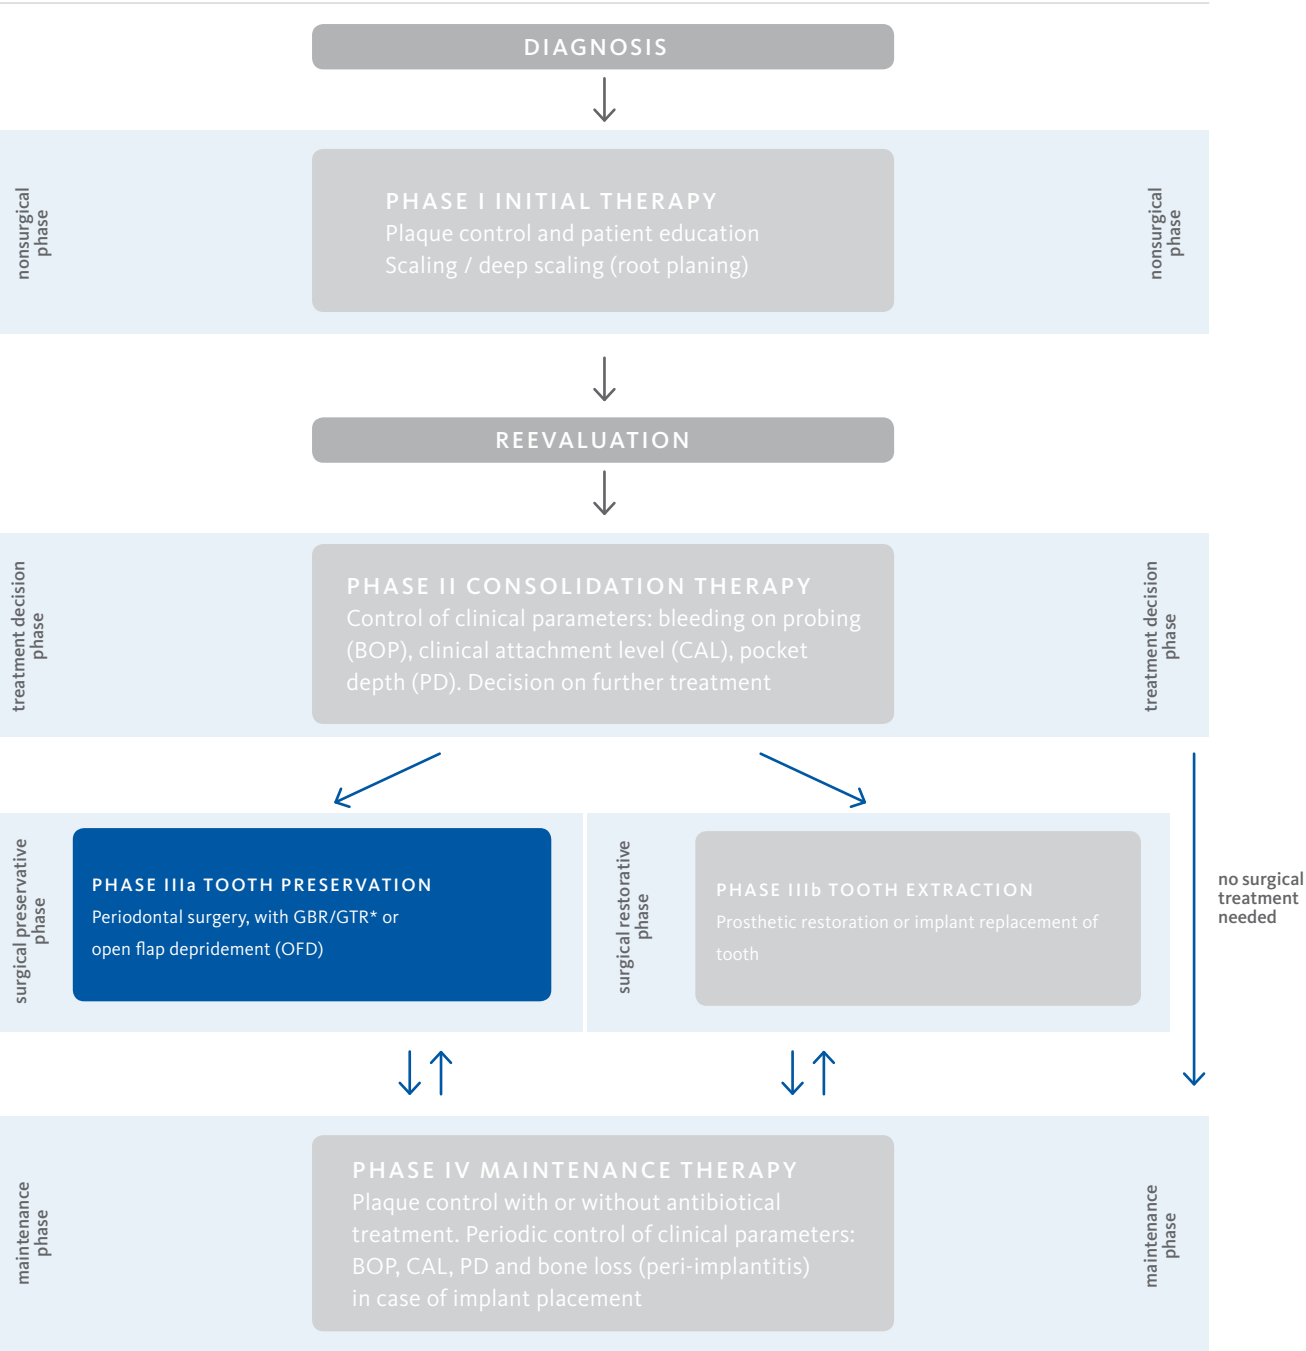 DIAGNOSIS
nonsurgical
phase
PHASE I INITIAL THERAPY
Plaque control and patient education
Scaling / deep scaling (root planing)
nonsurgical
phase
REEVALUATION
treatment decision
phase
PHASE II CONSOLIDATION THERAPY
Control of clinical parameters: bleeding on probing
(BOP), clinical attachment level (CAL), pocket
depth (PD). Decision on further treatment
treatment decision
phase
surgical preservative
phase
PHASE IIIa TOOTH PRESERVATION
Periodontal surgery, with GBR/GTR* or
open flap depridement (OFD)
surgical restorative
phase
PHASE IIIb TOOTH EXTRACTION
Prosthetic restoration or implant replacement of
tooth
no surgical
treatment
needed
maintenance
phase
PHASE IV MAINTENANCE THERAPY
Plaque control with or without antibiotical
treatment. Periodic control of clinical parameters:
BOP, CAL, PD and bone loss (peri-implantitis)
in case of implant placement
maintenance
phase